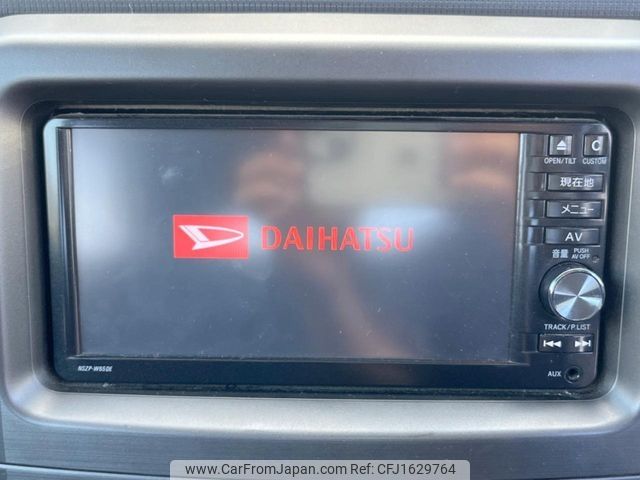 OPEN/TILT
C
CUSTOM
現在地
メニュー
AV
音量 PUSH AV OFF
DAIHATSU
TRACK/P.LIST
NSZP-W65DE
AUX
www.CarFromJapan.com - CFJ1629764